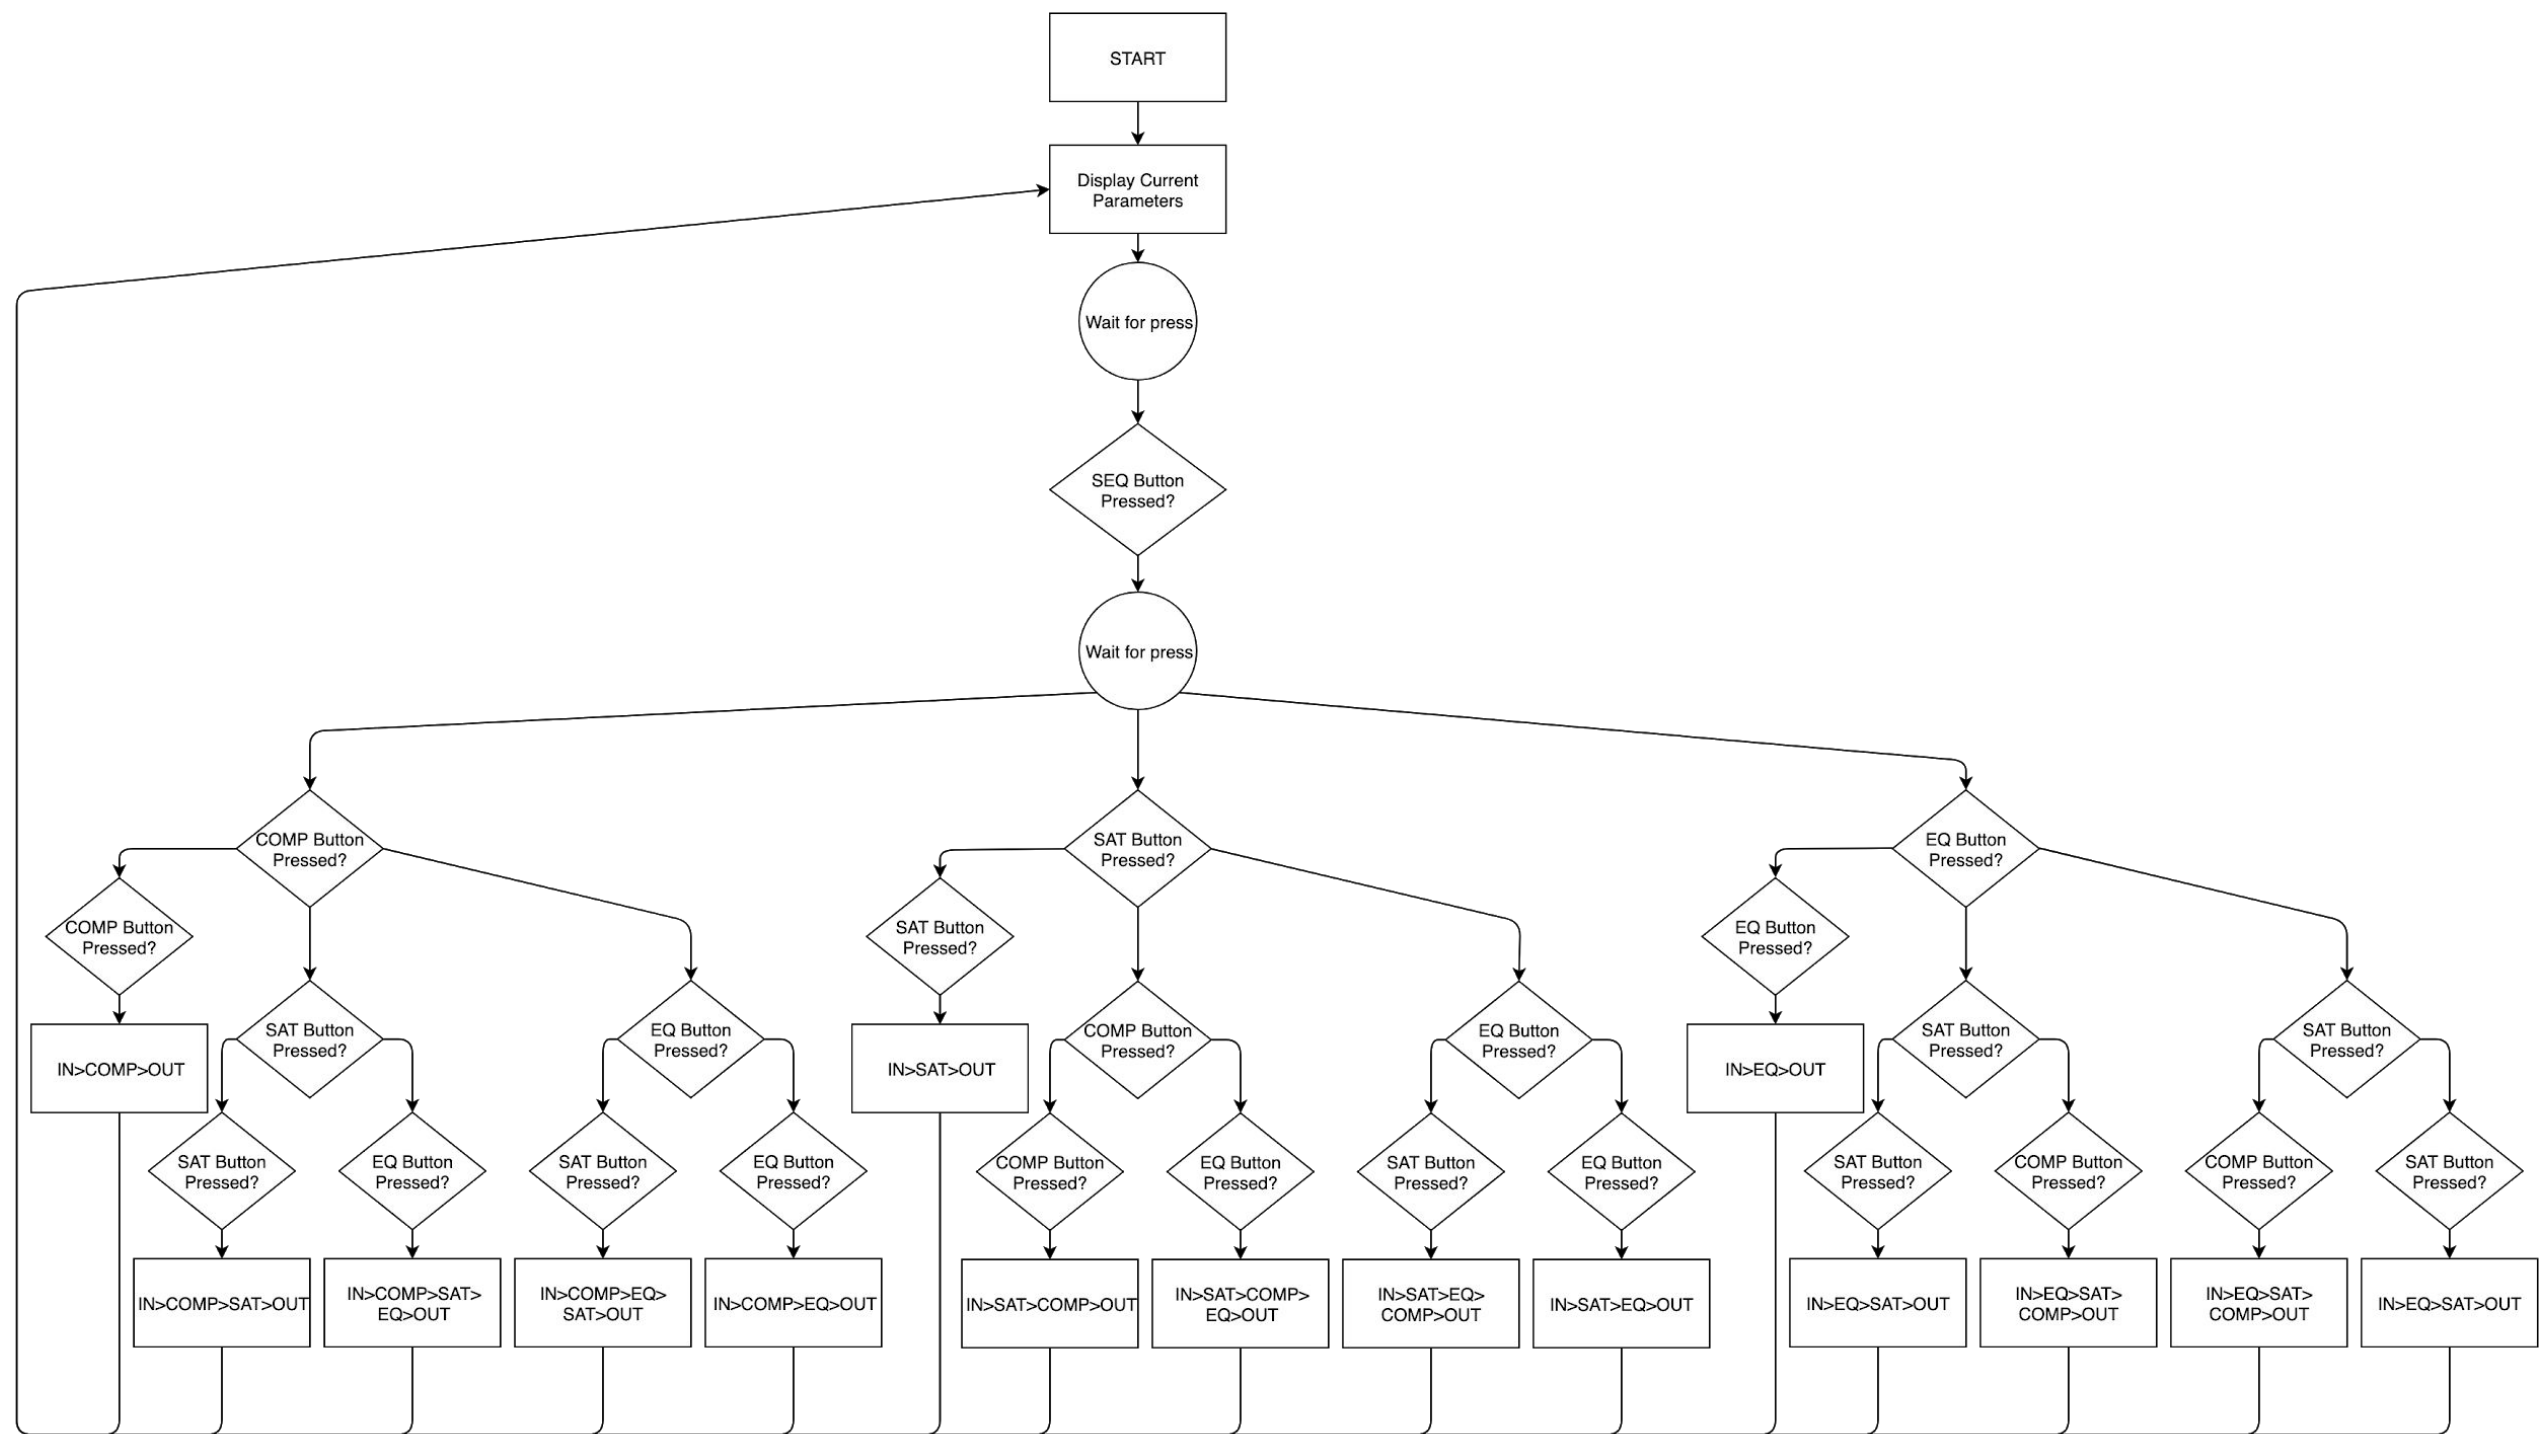 START
Display Current
Parameters
Wait for press
SEQ Button
Pressed?
Wait for press
COMP Button
Pressed?
SAT Button
Pressed?
EQ Button
Pressed?
COMP Button
Pressed?
SAT Button
Pressed?
EQ Button
Pressed?
SAT Button
Pressed?
EQ Button
Pressed?
COMP Button
Pressed?
EQ Button
Pressed?
SAT Button
Pressed?
SAT Button
Pressed?
IN>COMP>OUT
IN>SAT>OUT
IN>EQ>OUT
SAT Button
Pressed?
EQ Button
Pressed?
SAT Button
Pressed?
EQ Button
Pressed?
COMP Button
Pressed?
EQ Button
Pressed?
SAT Button
Pressed?
EQ Button
Pressed?
SAT Button
Pressed?
COMP Button
Pressed?
COMP Button
Pressed?
SAT Button
Pressed?
IN>COMP>SAT>OUT
IN>COMP>SAT>
EQ>OUT
IN>COMP>EQ>
SAT>OUT
IN>COMP>EQ>OUT
IN>SAT>COMP>OUT
IN>SAT>COMP>
EQ>OUT
IN>SAT>EQ>
COMP>OUT
IN>SAT>EQ>OUT
IN>EQ>SAT>OUT
IN>EQ>SAT>
COMP>OUT
IN>EQ>SAT>
COMP>OUT
IN>EQ>SAT>OUT